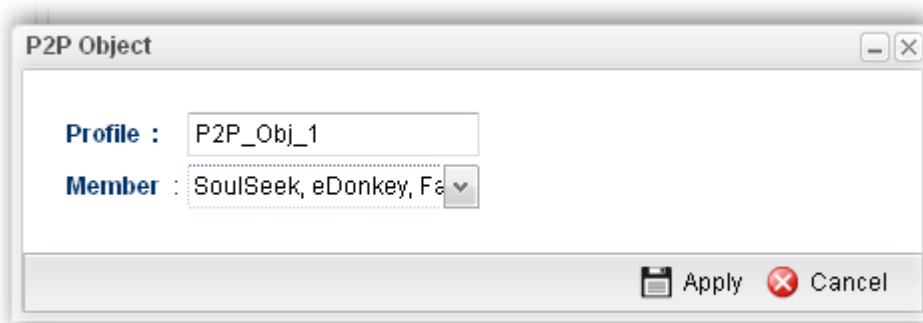 P2P Object
Profile : P2P_Obj_1
Member : SoulSeek, eDonkey, Fa
Apply Cancel